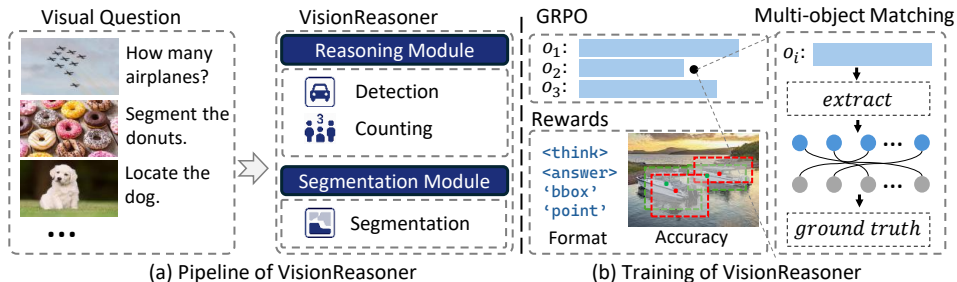 Visual Question
How many
airplanes?
Segment the
donuts.
Locate the
dog.
...
VisionReasoner
Reasoning Module
Detection
3
Counting
Segmentation Module
Segmentation
(a) Pipeline of VisionReasoner
GRPO
o1:
o2:
o3:
Rewards
<think>
<answer>
‘bbox’
‘point’
Format
Accuracy
Multi-object Matching
oi:
extract
...
...
ground truth
(b) Training of VisionReasoner